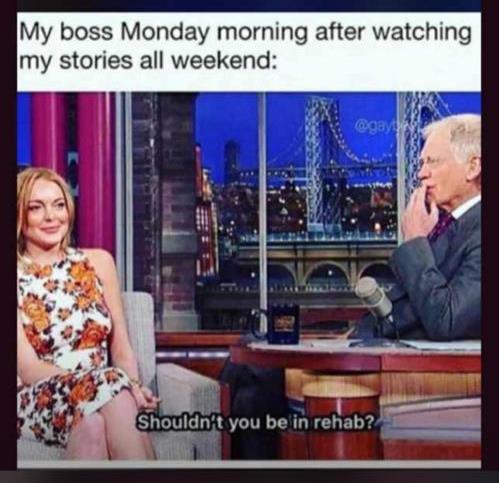 My boss Monday morning after watching
my stories all weekend:
Shouldn't you be in rehab?